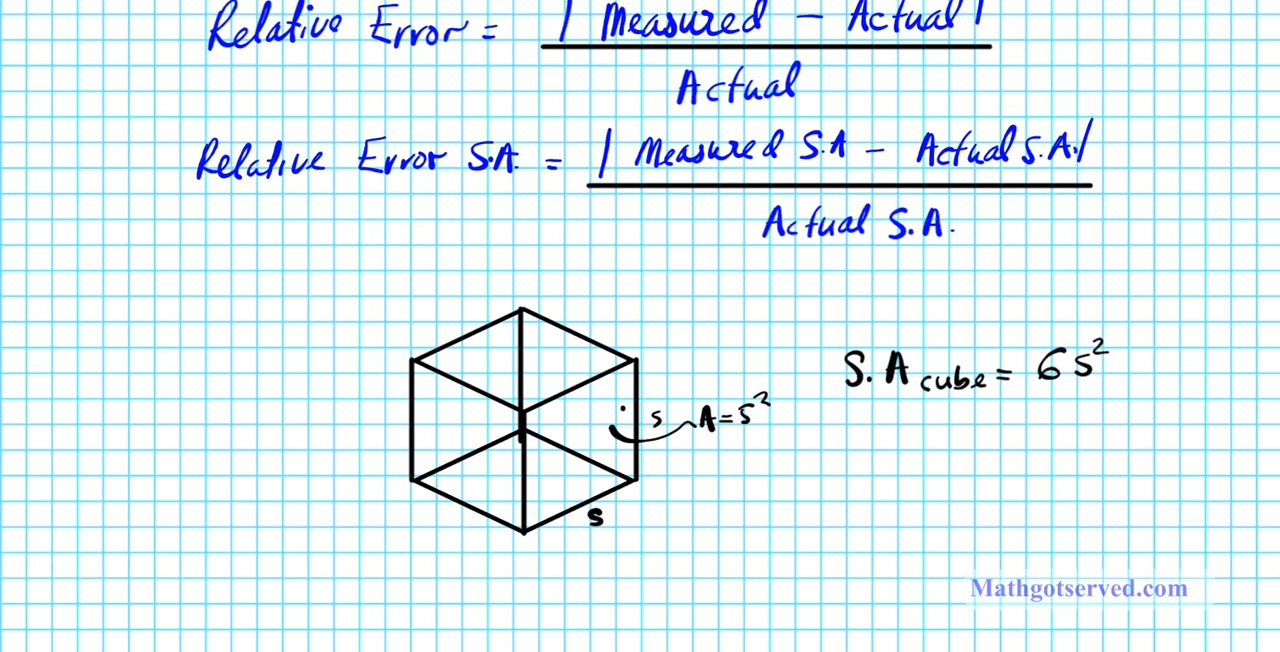 Relative Error = | Measured - Actual |
Actual
Relative Error S.A. = | Measured S.A - Actual S.A. |
Actual S.A.
S.A cube = 6s²
s A = s²
s
Mathgotserved.com